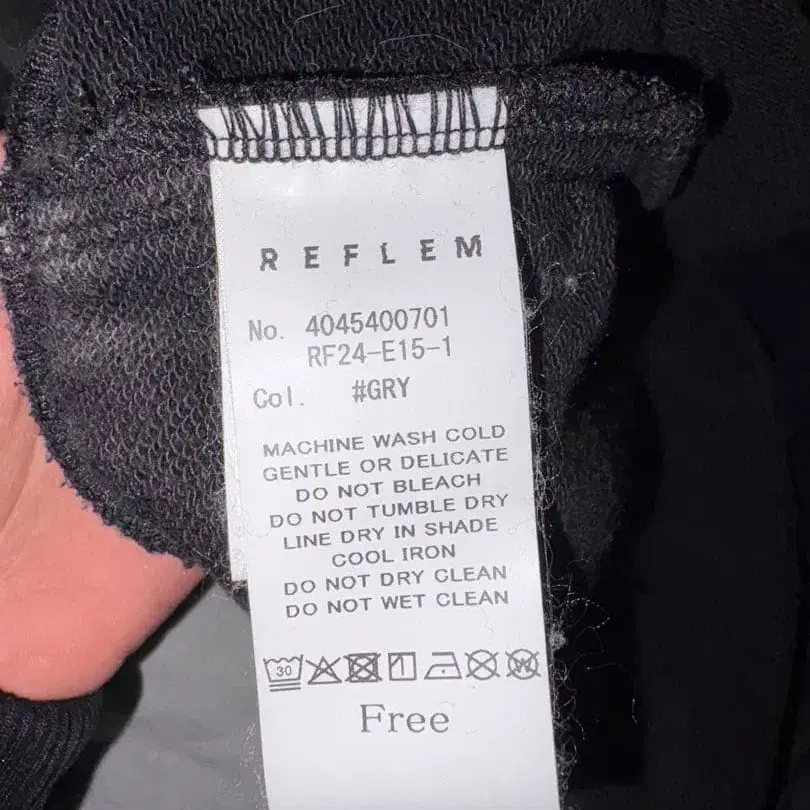 REFLEM
No. 4045400701
RF24-E15-1
Col. #GRY
MACHINE WASH COLD
GENTLE OR DELICATE
DO NOT BLEACH
DO NOT TUMBLE DRY
LINE DRY IN SHADE
COOL IRON
DO NOT DRY CLEAN
DO NOT WET CLEAN
30 W
Free